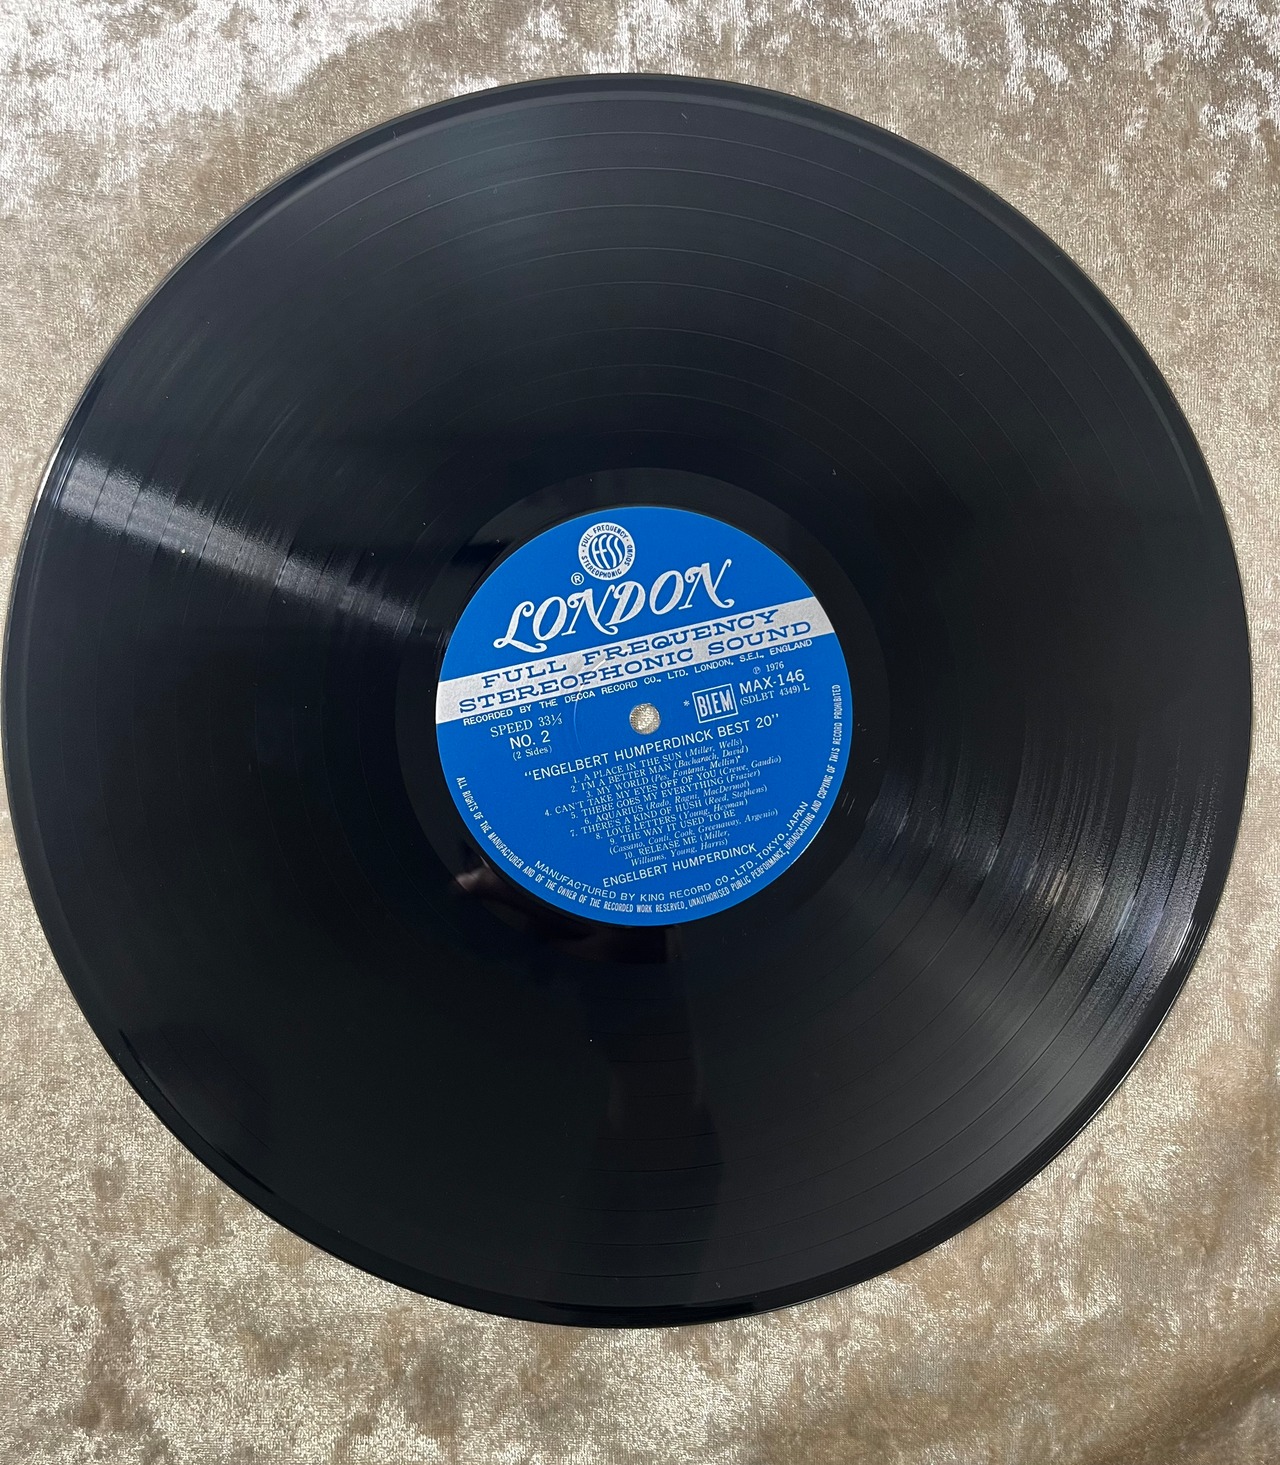 FULL FREQUENCY
STEREOPHONIC SOUND
ffss
®
LONDON
FULL FREQUENCY
STEREOPHONIC SOUND
RECORDED BY THE DECCA RECORD CO., LTD. LONDON, S.E.I., ENGLAND
SPEED 33⅓
NO. 2
(2 Sides)
* BIEM
℗ 1976
MAX-146
(SDLBT 4349) L
"ENGELBERT HUMPERDINCK BEST 20"
1. A PLACE IN THE SUN (Miller, Wells)
2. I'M A BETTER MAN (Bacharach, David)
3. MY WORLD (Pes, Fontana, Mellin)
4. CAN'T TAKE MY EYES OFF OF YOU (Crewe, Gaudio)
5. THERE GOES MY EVERYTHING (Frazier)
6. AQUARIUS (Rado, Ragni, MacDermot)
7. THERE'S A KIND OF HUSH (Reed, Stephens)
8. LOVE LETTERS (Young, Heyman)
9. THE WAY IT USED TO BE
(Cassano, Conti, Cook, Greenaway, Argenio)
10. RELEASE ME (Miller,
Williams, Young, Harris)
ENGELBERT HUMPERDINCK
MANUFACTURED BY KING RECORD CO., LTD. TOKYO, JAPAN
ALL RIGHTS OF THE MANUFACTURER AND OF THE OWNER OF THE RECORDED WORK RESERVED, UNAUTHORISED PUBLIC PERFORMANCE, BROADCASTING AND COPYING OF THIS RECORD PROHIBITED